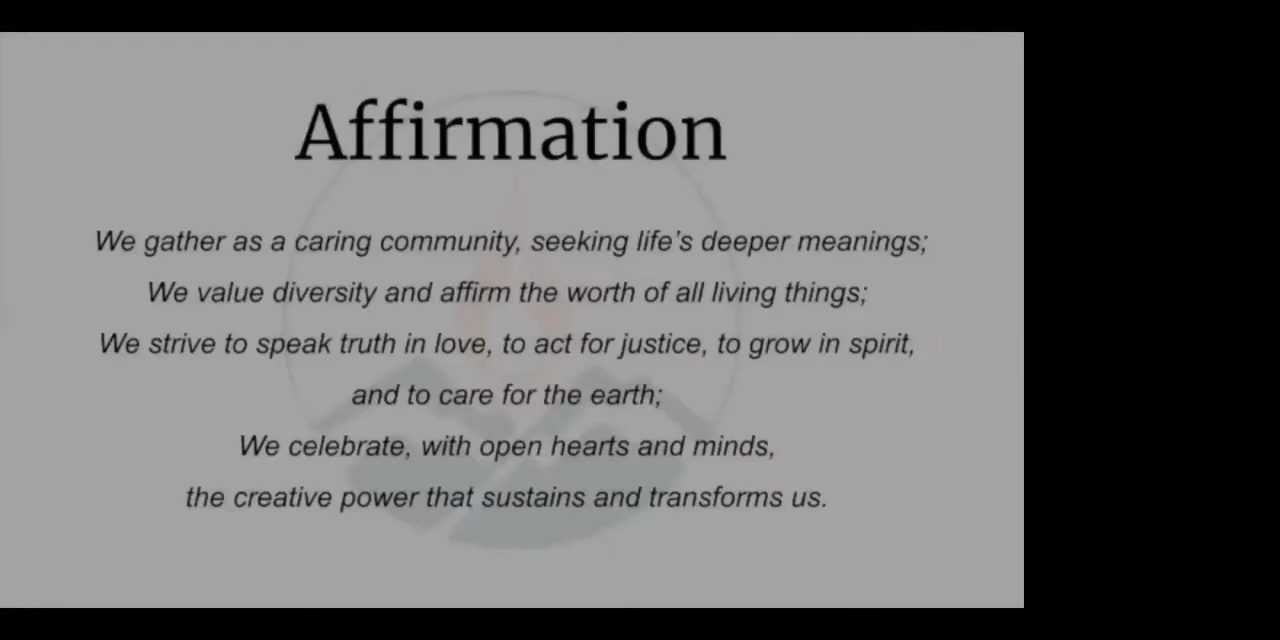 Affirmation
We gather as a caring community, seeking life’s deeper meanings;
We value diversity and affirm the worth of all living things;
We strive to speak truth in love, to act for justice, to grow in spirit,
and to care for the earth;
We celebrate, with open hearts and minds,
the creative power that sustains and transforms us.